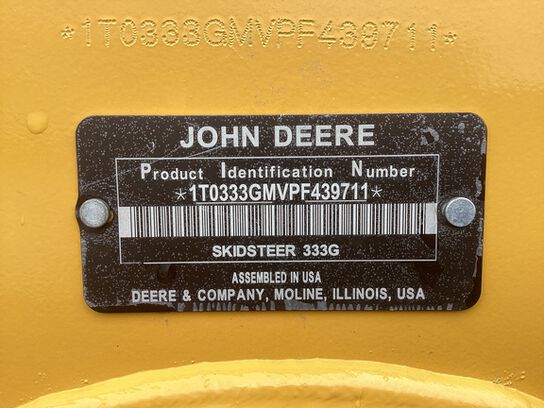 *1T0333GMVPF439711*
JOHN DEERE
Product Identification Number
*1T0333GMVPF439711*
SKIDSTEER 333G
ASSEMBLED IN USA
DEERE & COMPANY, MOLINE, ILLINOIS, USA